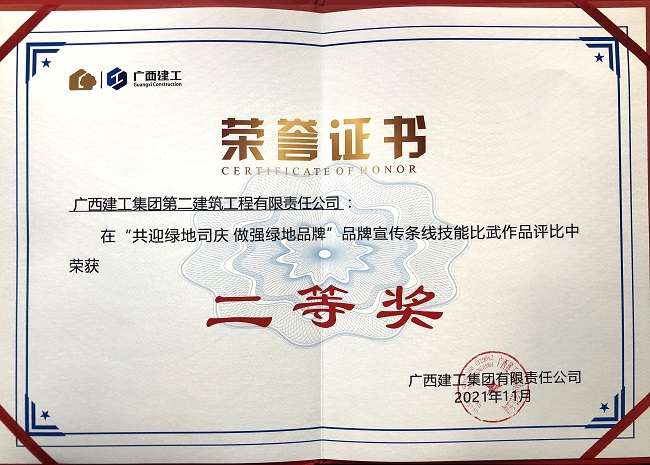 广西建工
Guangxi Construction
荣誉证书
CERTIFICATE OF HONOR
广西建工集团第二建筑工程有限责任公司：
在“共迎绿地司庆 做强绿地品牌”品牌宣传条线技能比武作品评比中
荣获
二等奖
广西建工集团有限责任公司
2021年11月